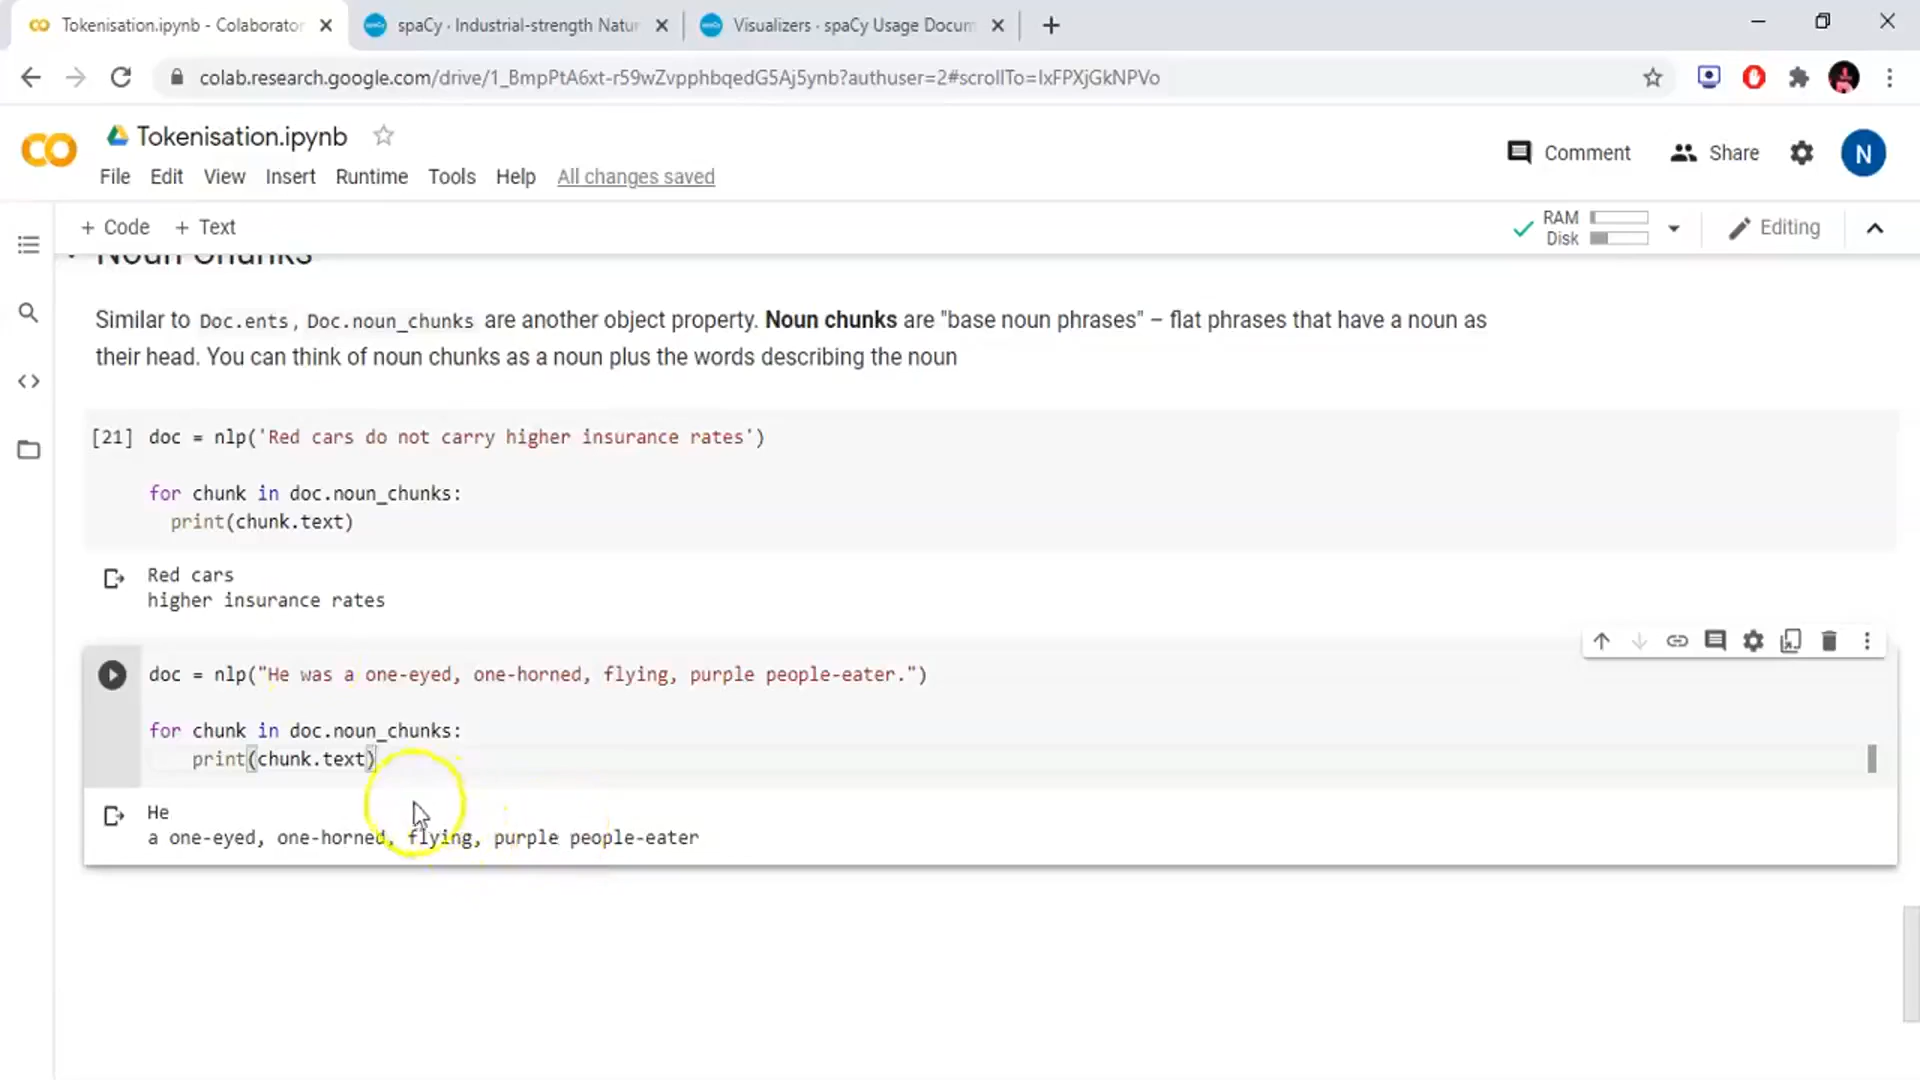 Tokenisation.ipynb - Colaborator
spaCy · Industrial-strength Natur
Visualizers · spaCy Usage Docum
colab.research.google.com/drive/1_BmpPtA6xt-r59wZvpphbqedG5Aj5ynb?authuser=2#scrollTo=lxFPXjGkNPVo
CO
Tokenisation.ipynb
Comment
Share
N
File Edit View Insert Runtime Tools Help All changes saved
+ Code + Text
RAM
Disk
Editing
Noun Chunks
Similar to Doc.ents, Doc.noun_chunks are another object property. Noun chunks are "base noun phrases" – flat phrases that have a noun as
their head. You can think of noun chunks as a noun plus the words describing the noun
[21] doc = nlp('Red cars do not carry higher insurance rates')
for chunk in doc.noun_chunks:
print(chunk.text)
Red cars
higher insurance rates
doc = nlp("He was a one-eyed, one-horned, flying, purple people-eater.")
for chunk in doc.noun_chunks:
print(chunk.text)
He
a one-eyed, one-horned, flying, purple people-eater